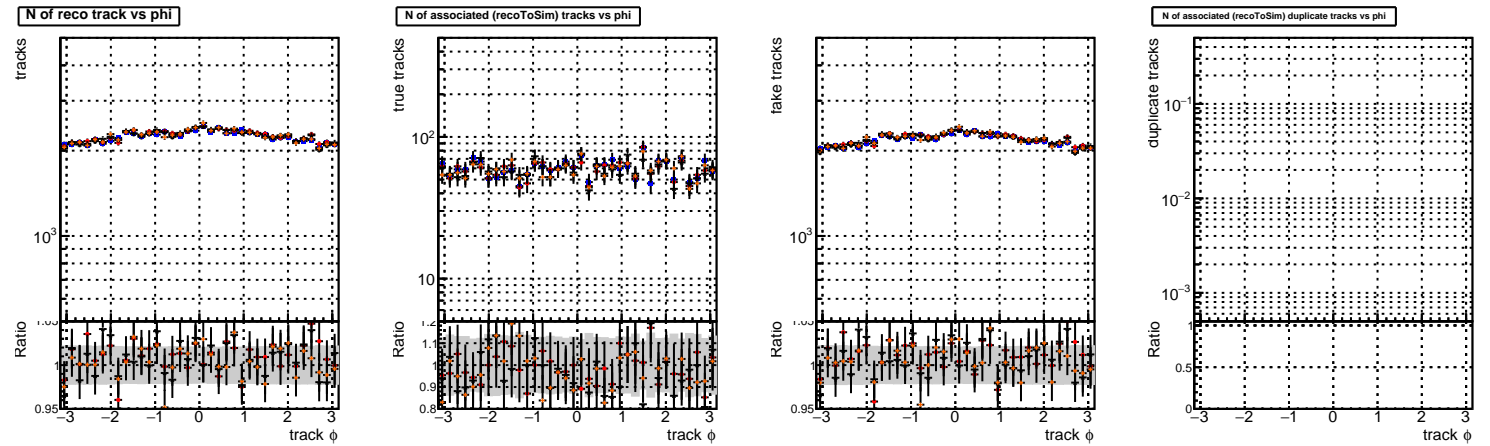 N of reco track vs phi
tracks
10³
Ratio
1.05
1
0.95
−3 −2 −1 0 1 2 3
track ϕ
N of associated (recoToSim) tracks vs phi
true tracks
10²
10
Ratio
1.2
1.1
1
0.9
0.8
−3 −2 −1 0 1 2 3
track ϕ
fake tracks
10³
Ratio
1.05
1
0.95
−3 −2 −1 0 1 2 3
track ϕ
N of associated (recoToSim) duplicate tracks vs phi
duplicate tracks
10⁻¹
10⁻²
10⁻³
Ratio
1
0.5
0
−3 −2 −1 0 1 2 3
track ϕ